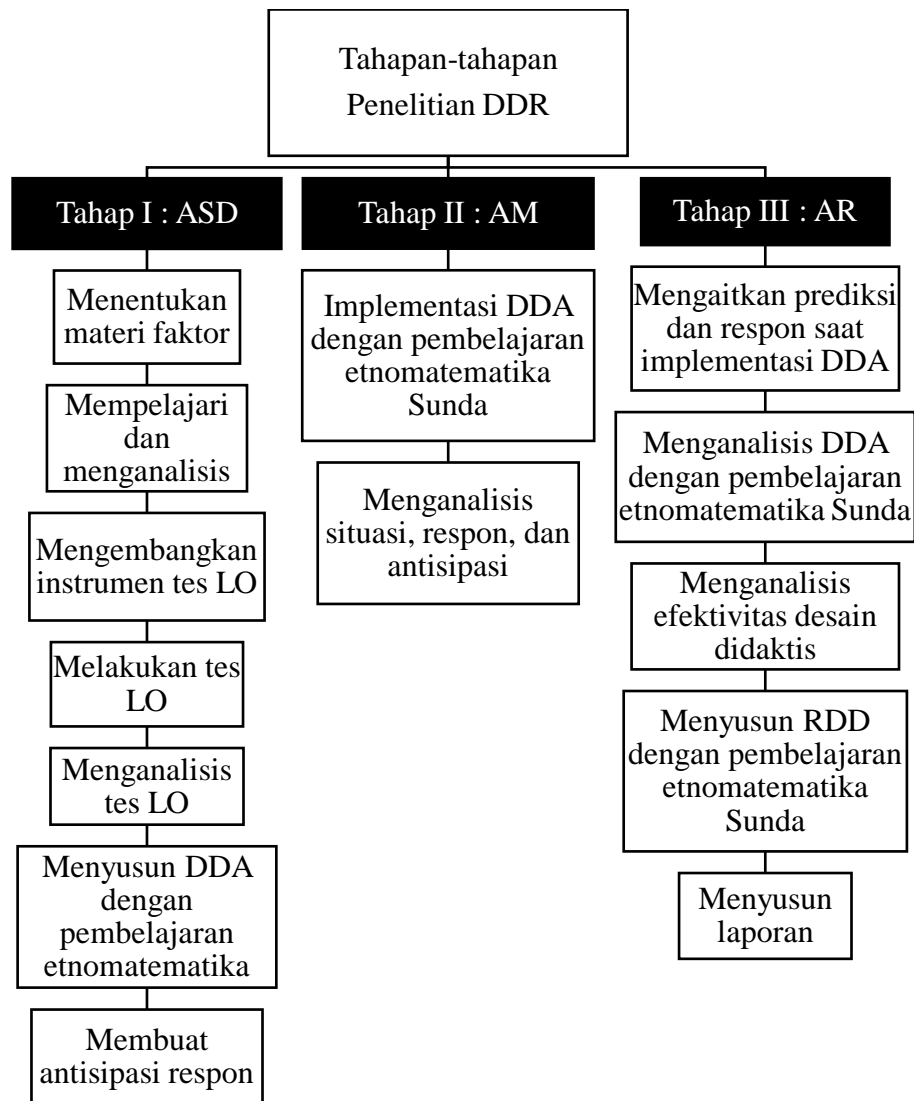 Tahapan-tahapan
Penelitian DDR
Tahap I : ASD
Menentukan
materi faktor
Mempelajari
dan
menganalisis
Mengembangkan
instrumen tes LO
Melakukan tes
LO
Menganalisis
tes LO
Menyusun DDA
dengan
pembelajaran
etnomatematika
Membuat
antisipasi respon
Tahap II : AM
Implementasi DDA
dengan pembelajaran
etnomatematika
Sunda
Menganalisis
situasi, respon, dan
antisipasi
Tahap III : AR
Mengaitkan prediksi
dan respon saat
implementasi DDA
Menganalisis DDA
dengan pembelajaran
etnomatematika Sunda
Menganalisis
efektivitas desain
didaktis
Menyusun RDD
dengan pembelajaran
etnomatematika
Sunda
Menyusun
laporan